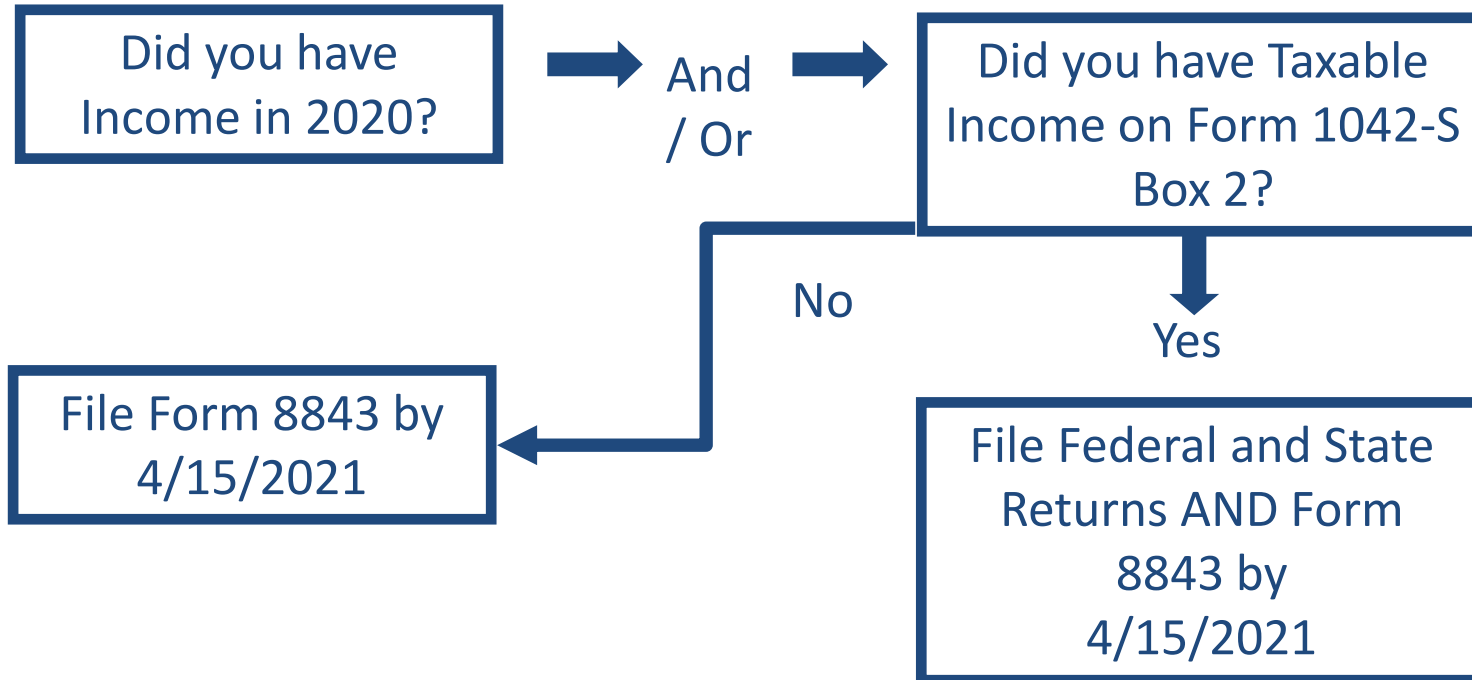 Did you have
Income in 2020?
And
/ Or
Did you have Taxable
Income on Form 1042-S
Box 2?
No
Yes
File Form 8843 by
4/15/2021
File Federal and State
Returns AND Form
8843 by
4/15/2021